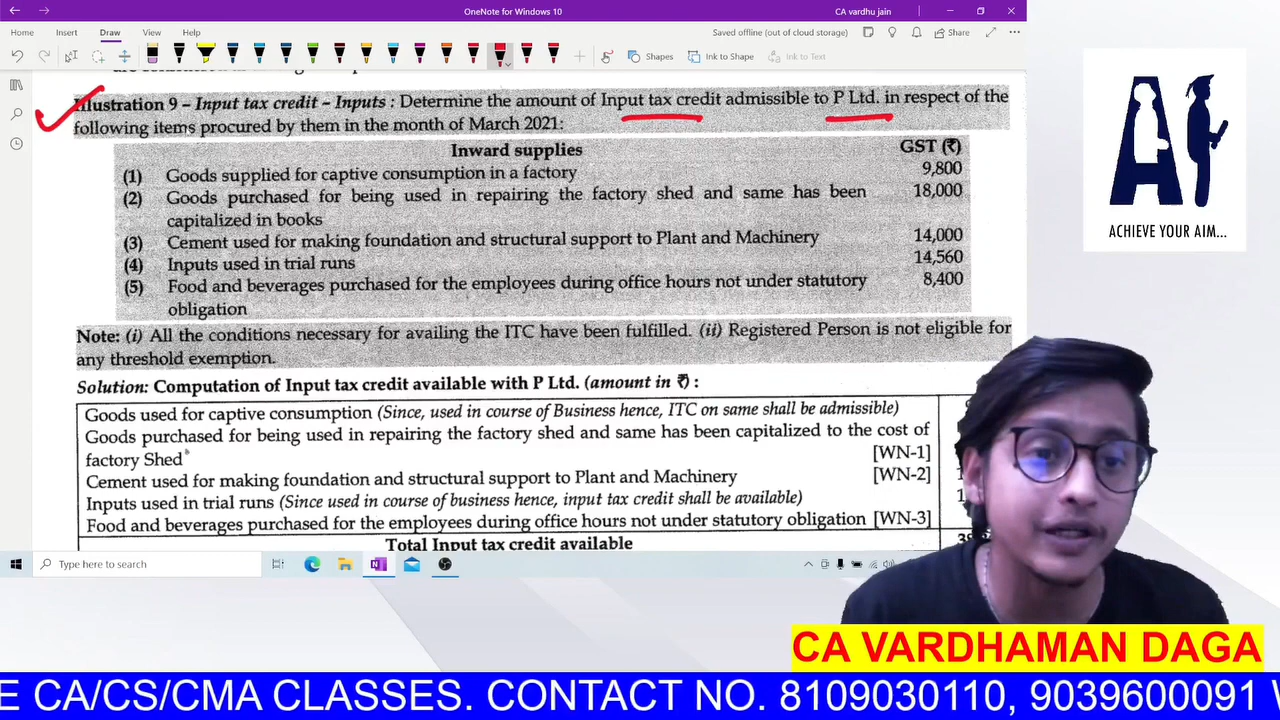 OneNote for Windows 10
CA vardhu jain
Home Insert Draw View Help
Saved offline (out of cloud storage)
Share
Shapes
Ink to Shape
Ink to Text
Illustration 9 – Input tax credit – Inputs : Determine the amount of Input tax credit admissible to P Ltd. in respect of the
following items procured by them in the month of March 2021:
Inward supplies GST (₹)
(1) Goods supplied for captive consumption in a factory 9,800
(2) Goods purchased for being used in repairing the factory shed and same has been 18,000
capitalized in books
(3) Cement used for making foundation and structural support to Plant and Machinery 14,000
(4) Inputs used in trial runs 14,560
(5) Food and beverages purchased for the employees during office hours not under statutory 8,400
obligation
Note: (i) All the conditions necessary for availing the ITC have been fulfilled. (ii) Registered Person is not eligible for
any threshold exemption.
Solution: Computation of Input tax credit available with P Ltd. (amount in ₹) :
Goods used for captive consumption (Since, used in course of Business hence, ITC on same shall be admissible)
Goods purchased for being used in repairing the factory shed and same has been capitalized to the cost of
factory Shed [WN-1]
Cement used for making foundation and structural support to Plant and Machinery [WN-2]
Inputs used in trial runs (Since used in course of business hence, input tax credit shall be available)
Food and beverages purchased for the employees during office hours not under statutory obligation [WN-3]
Total Input tax credit available
Type here to search
ACHIEVE YOUR AIM...
CA VARDHAMAN DAGA
E CA/CS/CMA CLASSES. CONTACT NO. 8109030110, 9039600091 W